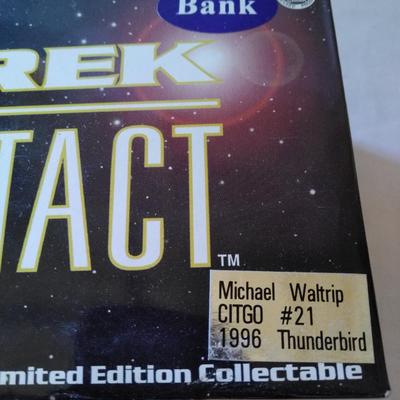 Bank
REK
TACT
TM
Michael Waltrip
CITGO #21
1996 Thunderbird
imited Edition Collectable